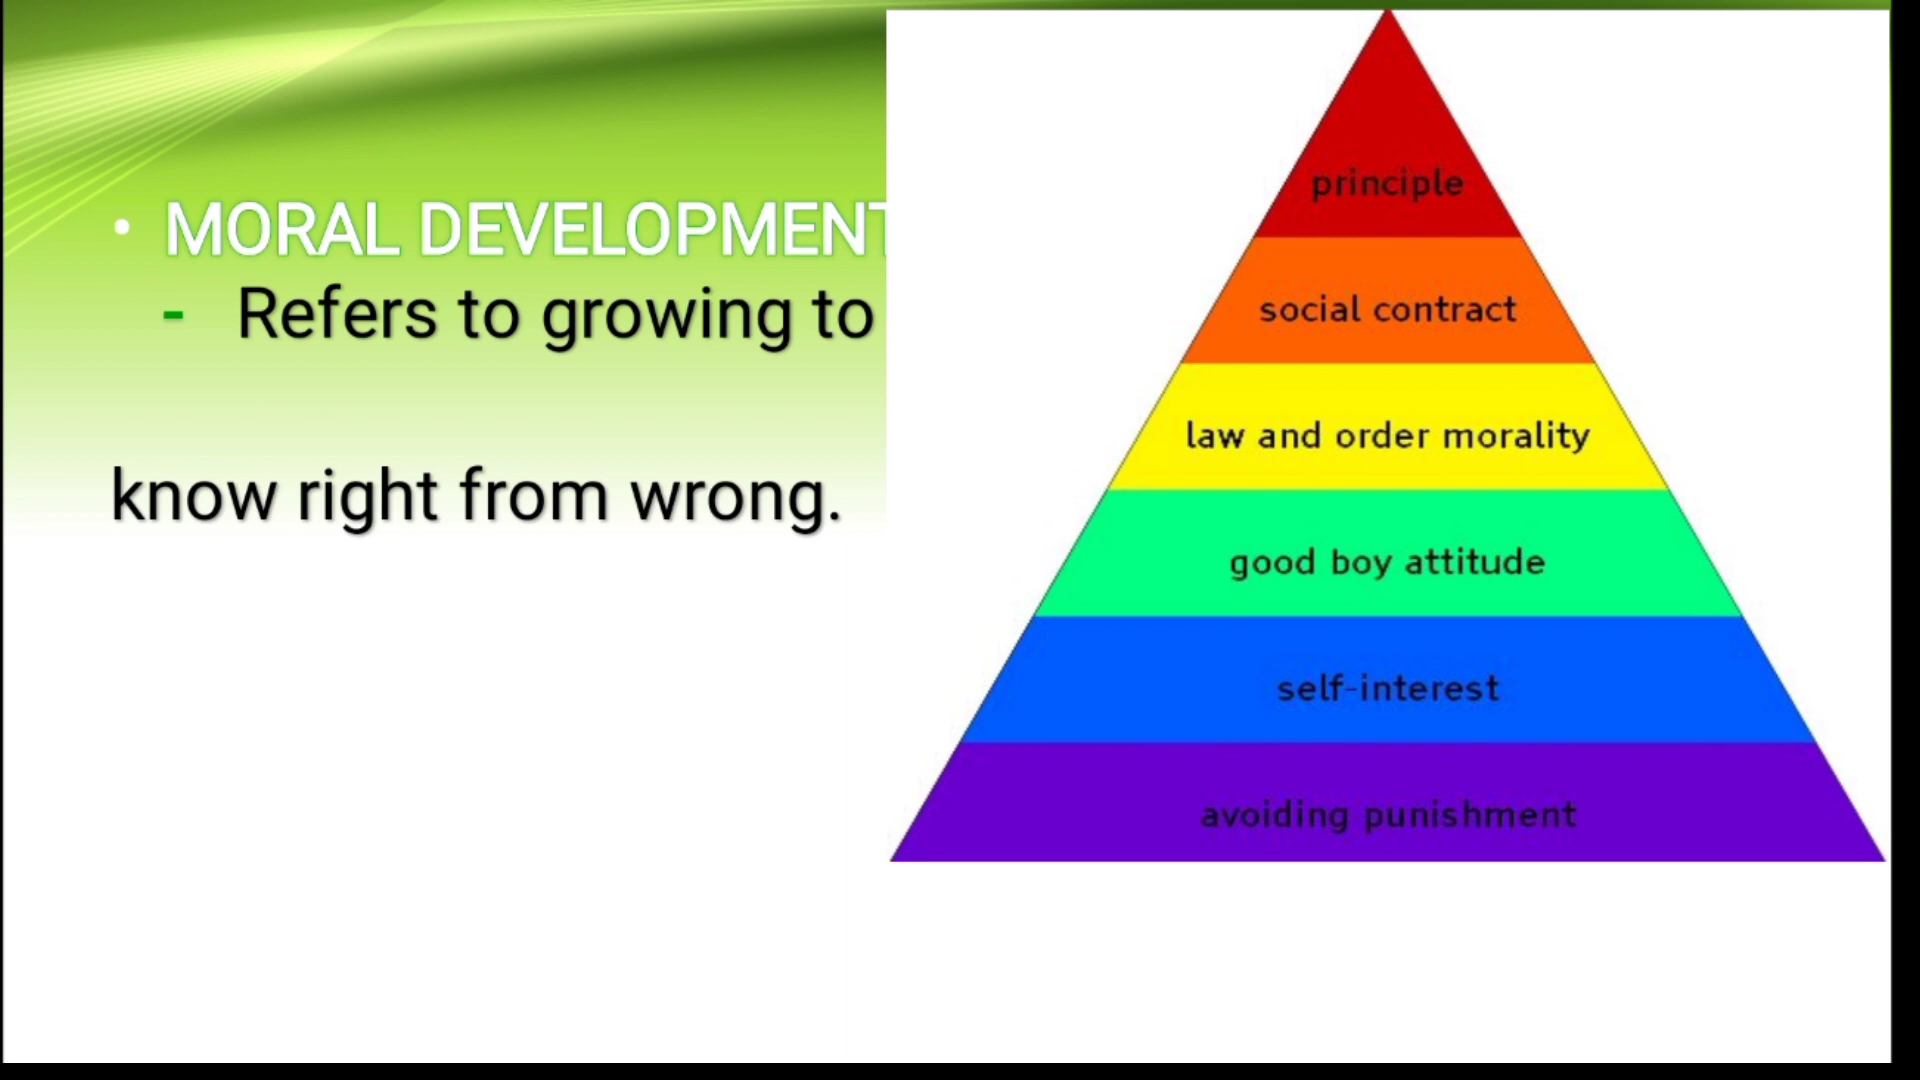 • MORAL DEVELOPMENT
- Refers to growing to
know right from wrong.
principle
social contract
law and order morality
good boy attitude
self-interest
avoiding punishment